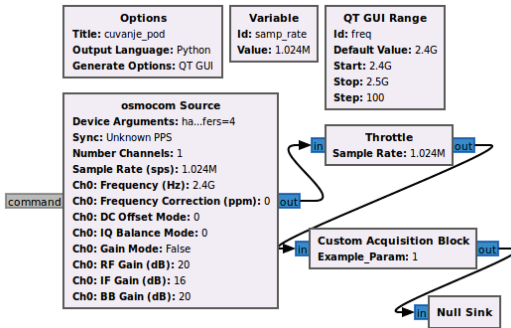 Options
Title: cuvanje_pod
Output Language: Python
Generate Options: QT GUI
Variable
Id: samp_rate
Value: 1.024M
QT GUI Range
Id: freq
Default Value: 2.4G
Start: 2.4G
Stop: 2.5G
Step: 100
osmocom Source
Device Arguments: ha...fers=4
Sync: Unknown PPS
Number Channels: 1
Sample Rate (sps): 1.024M
Ch0: Frequency (Hz): 2.4G
Ch0: Frequency Correction (ppm): 0
Ch0: DC Offset Mode: 0
Ch0: IQ Balance Mode: 0
Ch0: Gain Mode: False
Ch0: RF Gain (dB): 20
Ch0: IF Gain (dB): 16
Ch0: BB Gain (dB): 20
command
out
in
Throttle
Sample Rate: 1.024M
out
in
Custom Acquisition Block
Example_Param: 1
out
in
Null Sink